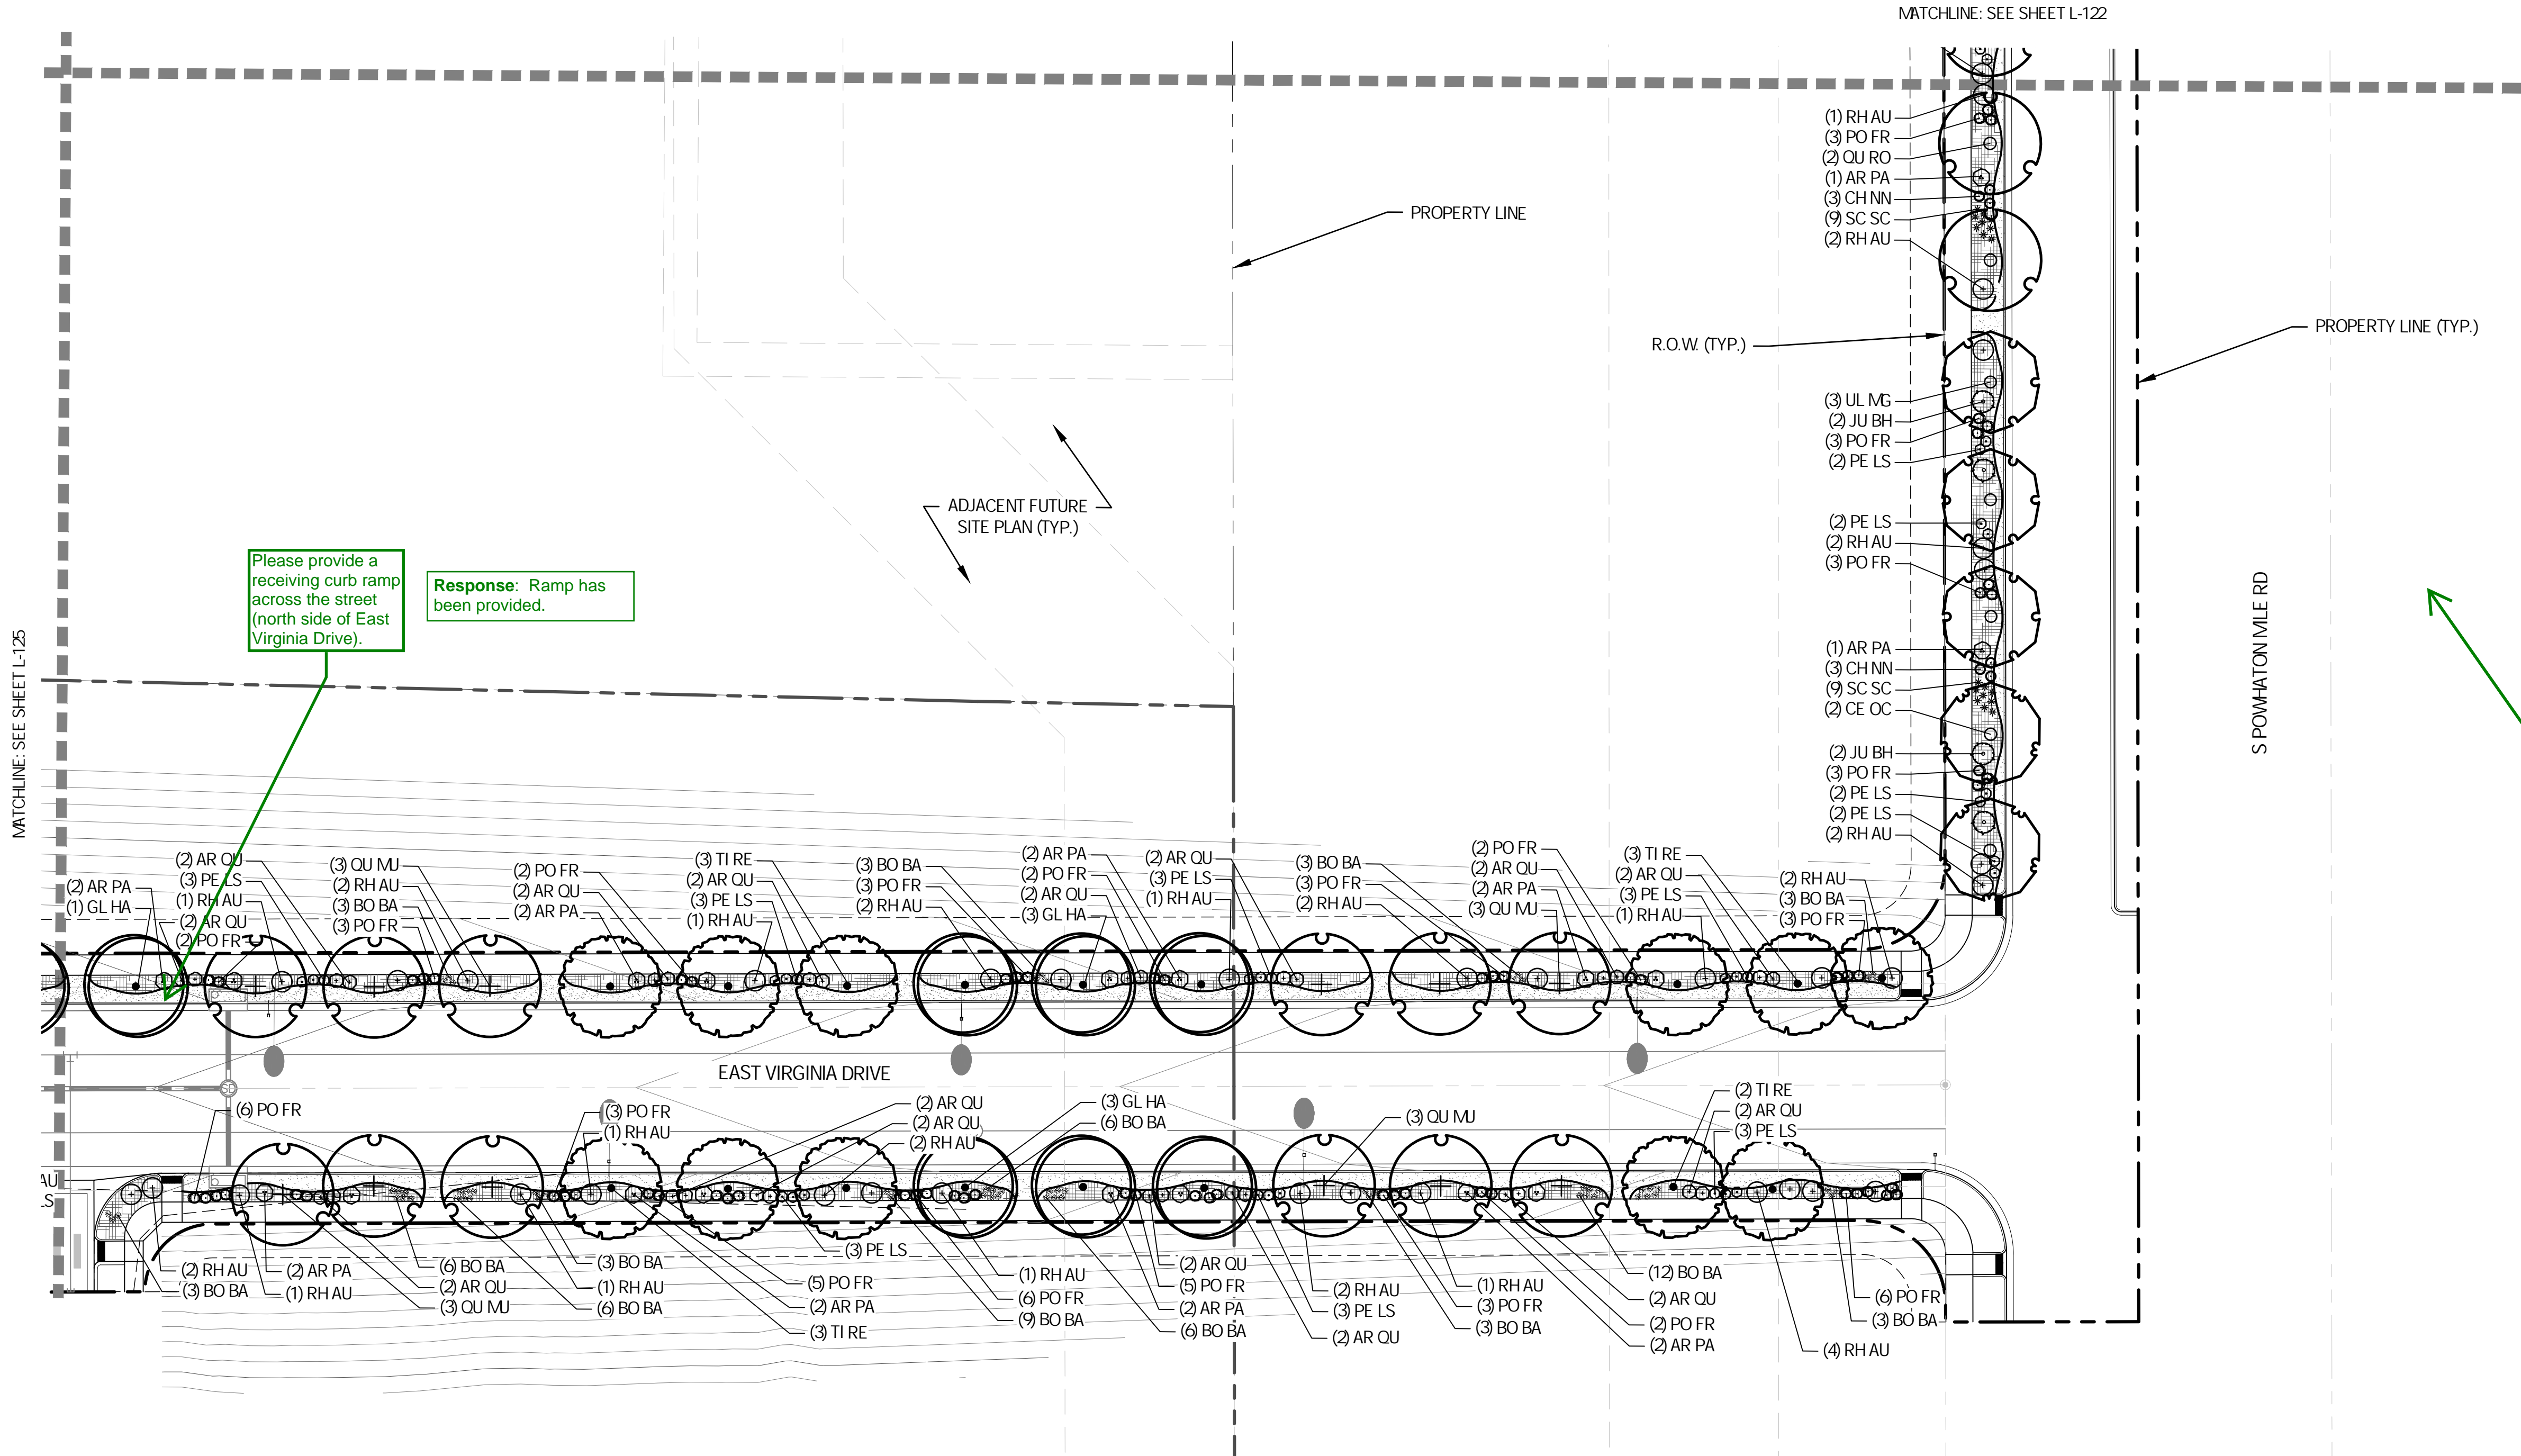 MATCHLINE: SEE SHEET L-122
(1) RH AU
(3) PO FR
(2) QU RO
(1) AR PA
(3) CH NN
(9) SC SC
(2) RH AU
PROPERTY LINE
R.O.W. (TYP.)
PROPERTY LINE (TYP.)
(3) UL MG
(2) JU BH
(3) PO FR
(2) PE LS
ADJACENT FUTURE
SITE PLAN (TYP.)
(2) PE LS
(2) RH AU
(3) PO FR
Please provide a
receiving curb ramp
across the street
(north side of East
Virginia Drive).
Response: Ramp has
been provided.
MATCHLINE: SEE SHEET L-125
S POWHATON MILE RD
(1) AR PA
(3) CH NN
(9) SC SC
(2) CE OC
(2) JU BH
(3) PO FR
(2) PE LS
(2) PE LS
(2) RH AU
(2) AR PA
(1) GL HA
(2) AR QU
(3) PE LS
(1) RH AU
(2) AR QU
(2) PO FR
(3) QU MU
(2) RH AU
(3) BO BA
(3) PO FR
(2) PO FR
(2) AR QU
(2) AR PA
(3) TI RE
(2) AR QU
(3) PE LS
(1) RH AU
(3) BO BA
(3) PO FR
(2) RH AU
(2) AR PA
(2) PO FR
(2) AR QU
(3) GL HA
(2) AR QU
(3) PE LS
(1) RH AU
(3) BO BA
(3) PO FR
(2) RH AU
(2) PO FR
(2) AR QU
(2) AR PA
(3) QU MU
(3) TI RE
(2) AR QU
(3) PE LS
(1) RH AU
(2) RH AU
(3) BO BA
(3) PO FR
EAST VIRGINIA DRIVE
SD
(6) PO FR
(3) PO FR
(1) RH AU
(2) AR QU
(2) AR QU
(2) RH AU
(3) GL HA
(6) BO BA
(3) QU MU
(2) TI RE
(2) AR QU
(3) PE LS
AU
LS
(2) RH AU
(3) BO BA
(2) AR PA
(1) RH AU
(6) BO BA
(2) AR QU
(3) QU MU
(3) BO BA
(1) RH AU
(6) BO BA
(3) PE LS
(5) PO FR
(2) AR PA
(3) TI RE
(1) RH AU
(6) PO FR
(9) BO BA
(2) AR QU
(5) PO FR
(2) AR PA
(6) BO BA
(2) RH AU
(3) PE LS
(2) AR QU
(1) RH AU
(3) PO FR
(3) BO BA
(12) BO BA
(2) AR QU
(2) PO FR
(2) AR PA
(6) PO FR
(3) BO BA
(4) RH AU